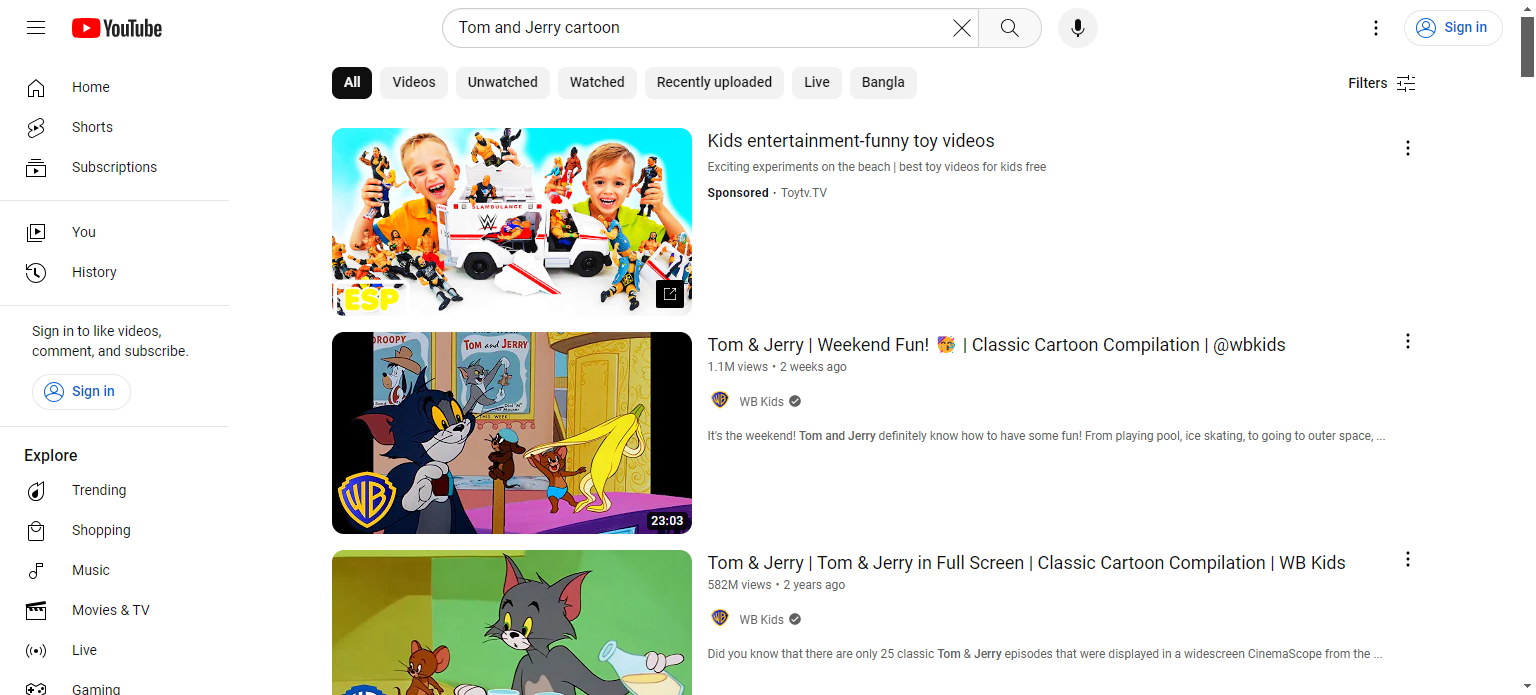 YouTube
Tom and Jerry cartoon
Sign in
Home
Shorts
Subscriptions
You
History
Sign in to like videos,
comment, and subscribe.
Sign in
Explore
Trending
Shopping
Music
Movies & TV
Live
Gaming
All
Videos
Unwatched
Watched
Recently uploaded
Live
Bangla
Filters
SLAMBULANCE
W
ESP
Kids entertainment-funny toy videos
Exciting experiments on the beach | best toy videos for kids free
Sponsored · Toytv.TV
DROOPY
TOM and JERRY
THIS WEEK!
WB
23:03
Tom & Jerry | Weekend Fun! 🥳 | Classic Cartoon Compilation | @wbkids
1.1M views • 2 weeks ago
WB
WB Kids
It's the weekend! Tom and Jerry definitely know how to have some fun! From playing pool, ice skating, to going to outer space, ...
Tom & Jerry | Tom & Jerry in Full Screen | Classic Cartoon Compilation | WB Kids
582M views • 2 years ago
WB
WB Kids
Did you know that there are only 25 classic Tom & Jerry episodes that were displayed in a widescreen CinemaScope from the ...